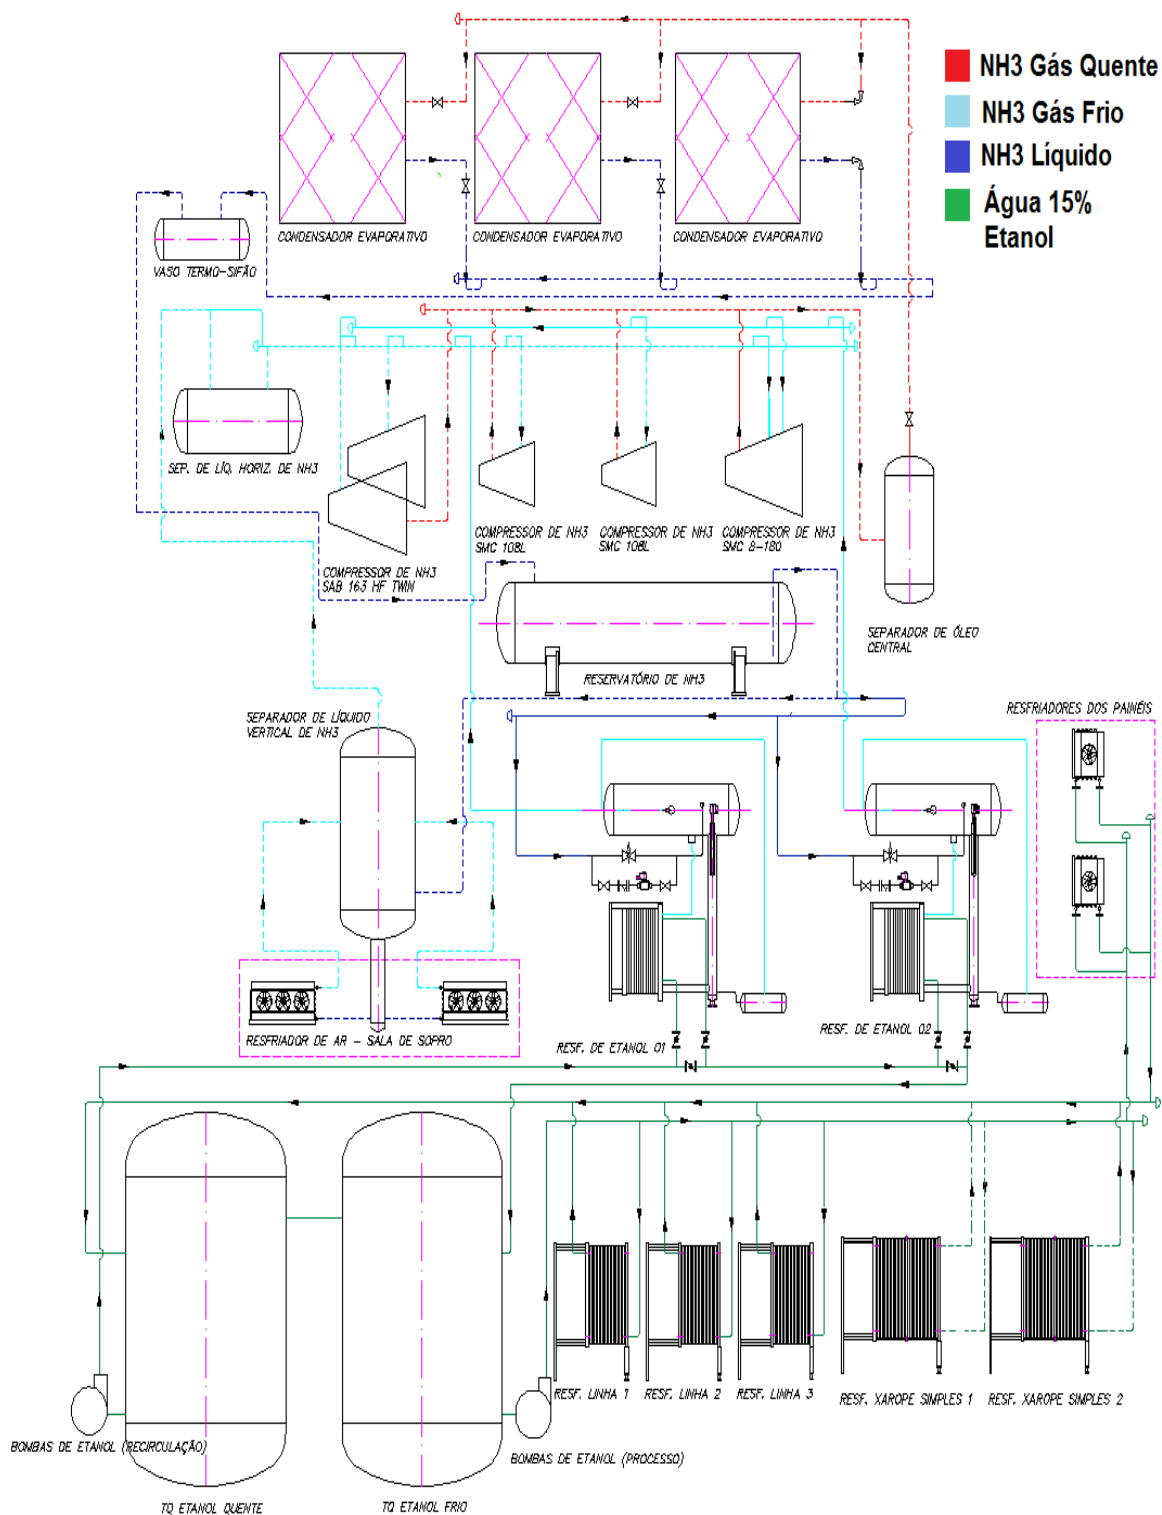 NH3 Gás Quente
NH3 Gás Frio
NH3 Líquido
Água 15%
Etanol
CONDENSADOR EVAPORATIVO
CONDENSADOR EVAPORATIVO
CONDENSADOR EVAPORATIVO
VASO TERMO-SIFÃO
SEP. DE LÍQ. HORIZ. DE NH3
COMPRESSOR DE NH3
SAB 163 HF TWIN
COMPRESSOR DE NH3
SMC 108L
COMPRESSOR DE NH3
SMC 108L
COMPRESSOR DE NH3
SMC 8-180
SEPARADOR DE ÓLEO
CENTRAL
RESERVATÓRIO DE NH3
SEPARADOR DE LÍQUIDO
VERTICAL DE NH3
RESFRIADORES DOS PAINÉIS
RESFRIADOR DE AR - SALA DE SOPRO
RESF. DE ETANOL 01
RESF. DE ETANOL 02
RESF. LINHA 1
RESF. LINHA 2
RESF. LINHA 3
RESF. XAROPE SIMPLES 1
RESF. XAROPE SIMPLES 2
BOMBAS DE ETANOL (RECIRCULAÇÃO)
BOMBAS DE ETANOL (PROCESSO)
TQ ETANOL QUENTE
TQ ETANOL FRIO